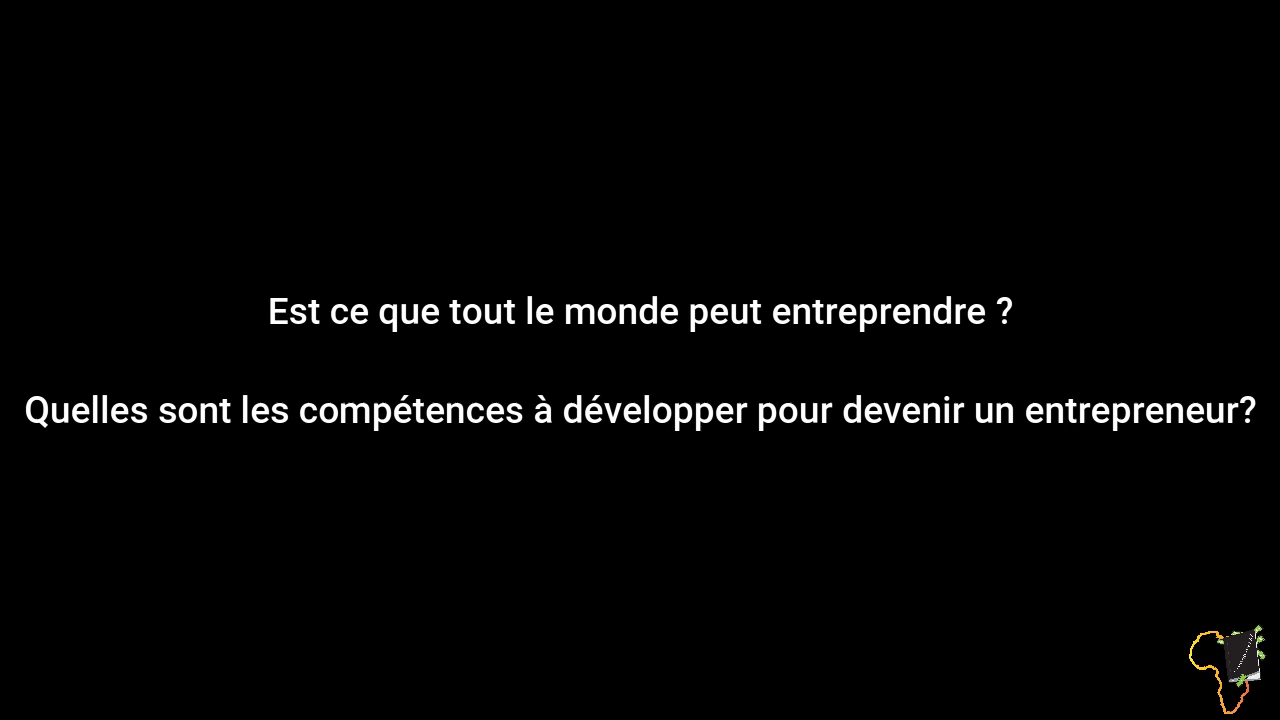 Est ce que tout le monde peut entreprendre ?
Quelles sont les compétences à développer pour devenir un entrepreneur?